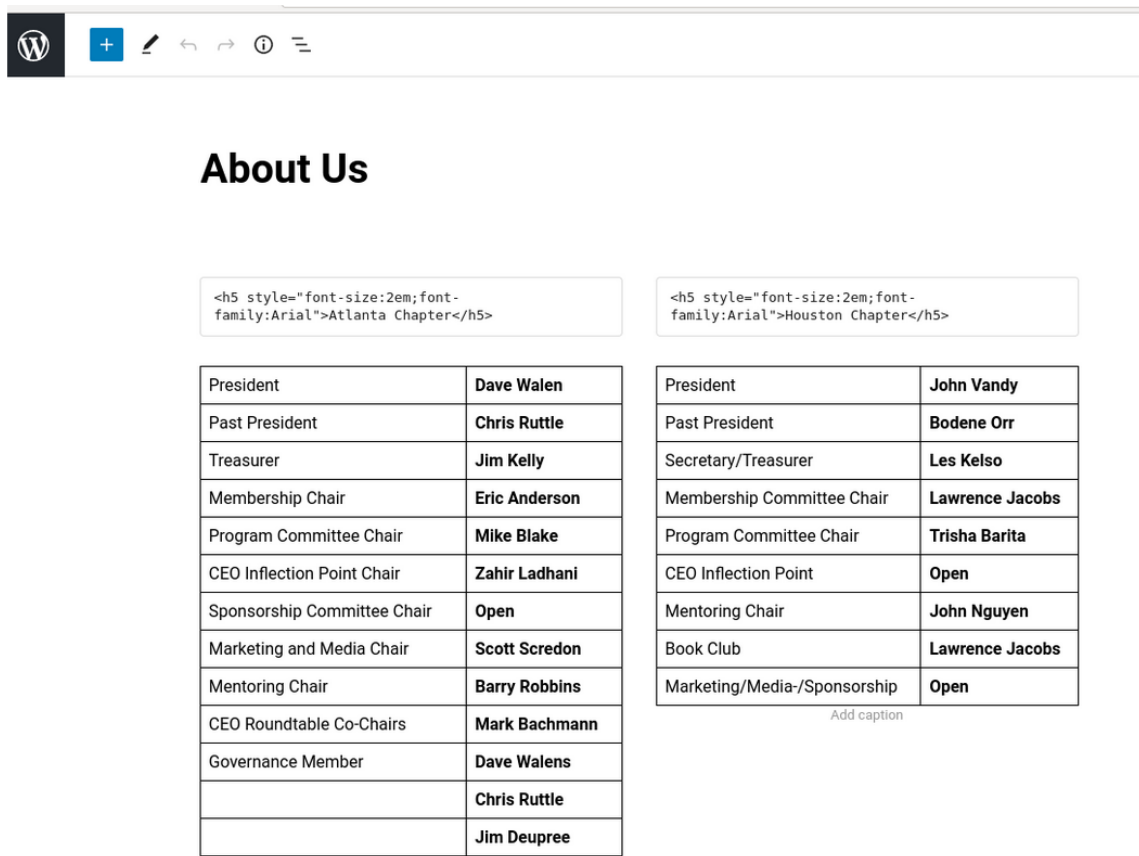 About Us
<h5 style="font-size:2em;font-
family:Arial">Atlanta Chapter</h5>
President Dave Walen
Past President Chris Ruttle
Treasurer Jim Kelly
Membership Chair Eric Anderson
Program Committee Chair Mike Blake
CEO Inflection Point Chair Zahir Ladhani
Sponsorship Committee Chair Open
Marketing and Media Chair Scott Scredon
Mentoring Chair Barry Robbins
CEO Roundtable Co-Chairs Mark Bachmann
Governance Member Dave Walens
Chris Ruttle
Jim Deupree
<h5 style="font-size:2em;font-
family:Arial">Houston Chapter</h5>
President John Vandy
Past President Bodene Orr
Secretary/Treasurer Les Kelso
Membership Committee Chair Lawrence Jacobs
Program Committee Chair Trisha Barita
CEO Inflection Point Open
Mentoring Chair John Nguyen
Book Club Lawrence Jacobs
Marketing/Media-/Sponsorship Open
Add caption